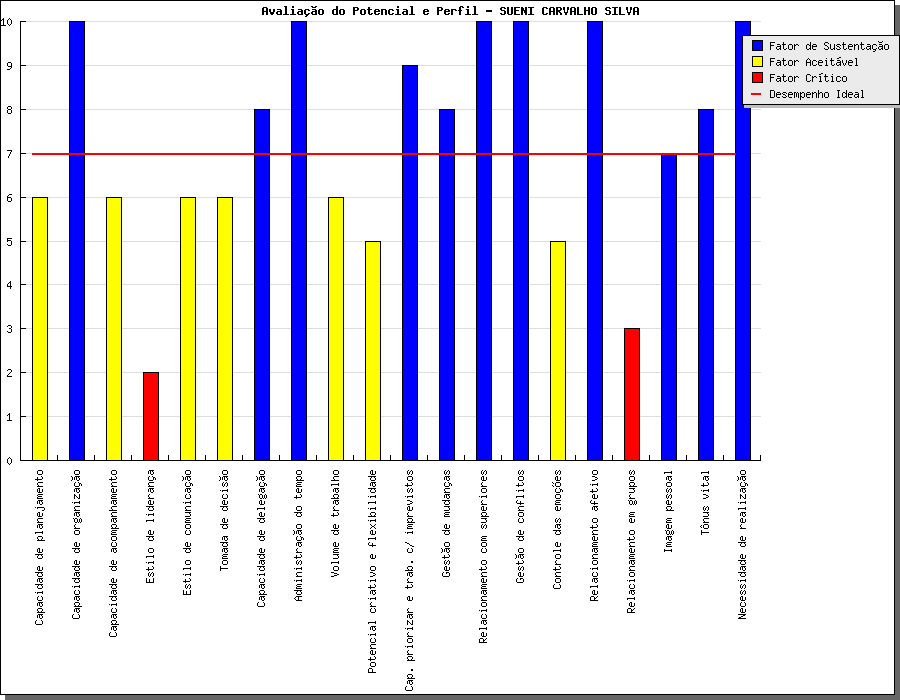 Avaliação do Potencial e Perfil - SUENI CARVALHO SILVA
10
9
8
7
6
5
4
3
2
1
0
Fator de Sustentação
Fator Aceitável
Fator Crítico
Desempenho Ideal
Capacidade de planejamento
Capacidade de organização
Capacidade de acompanhamento
Estilo de liderança
Estilo de comunicação
Tomada de decisão
Capacidade de delegação
Administração do tempo
Volume de trabalho
Potencial criativo e flexibilidade
Cap. priorizar e trab. c/ imprevistos
Gestão de mudanças
Relacionamento com superiores
Gestão de conflitos
Controle das emoções
Relacionamento afetivo
Relacionamento em grupos
Imagem pessoal
Tônus vital
Necessidade de realização